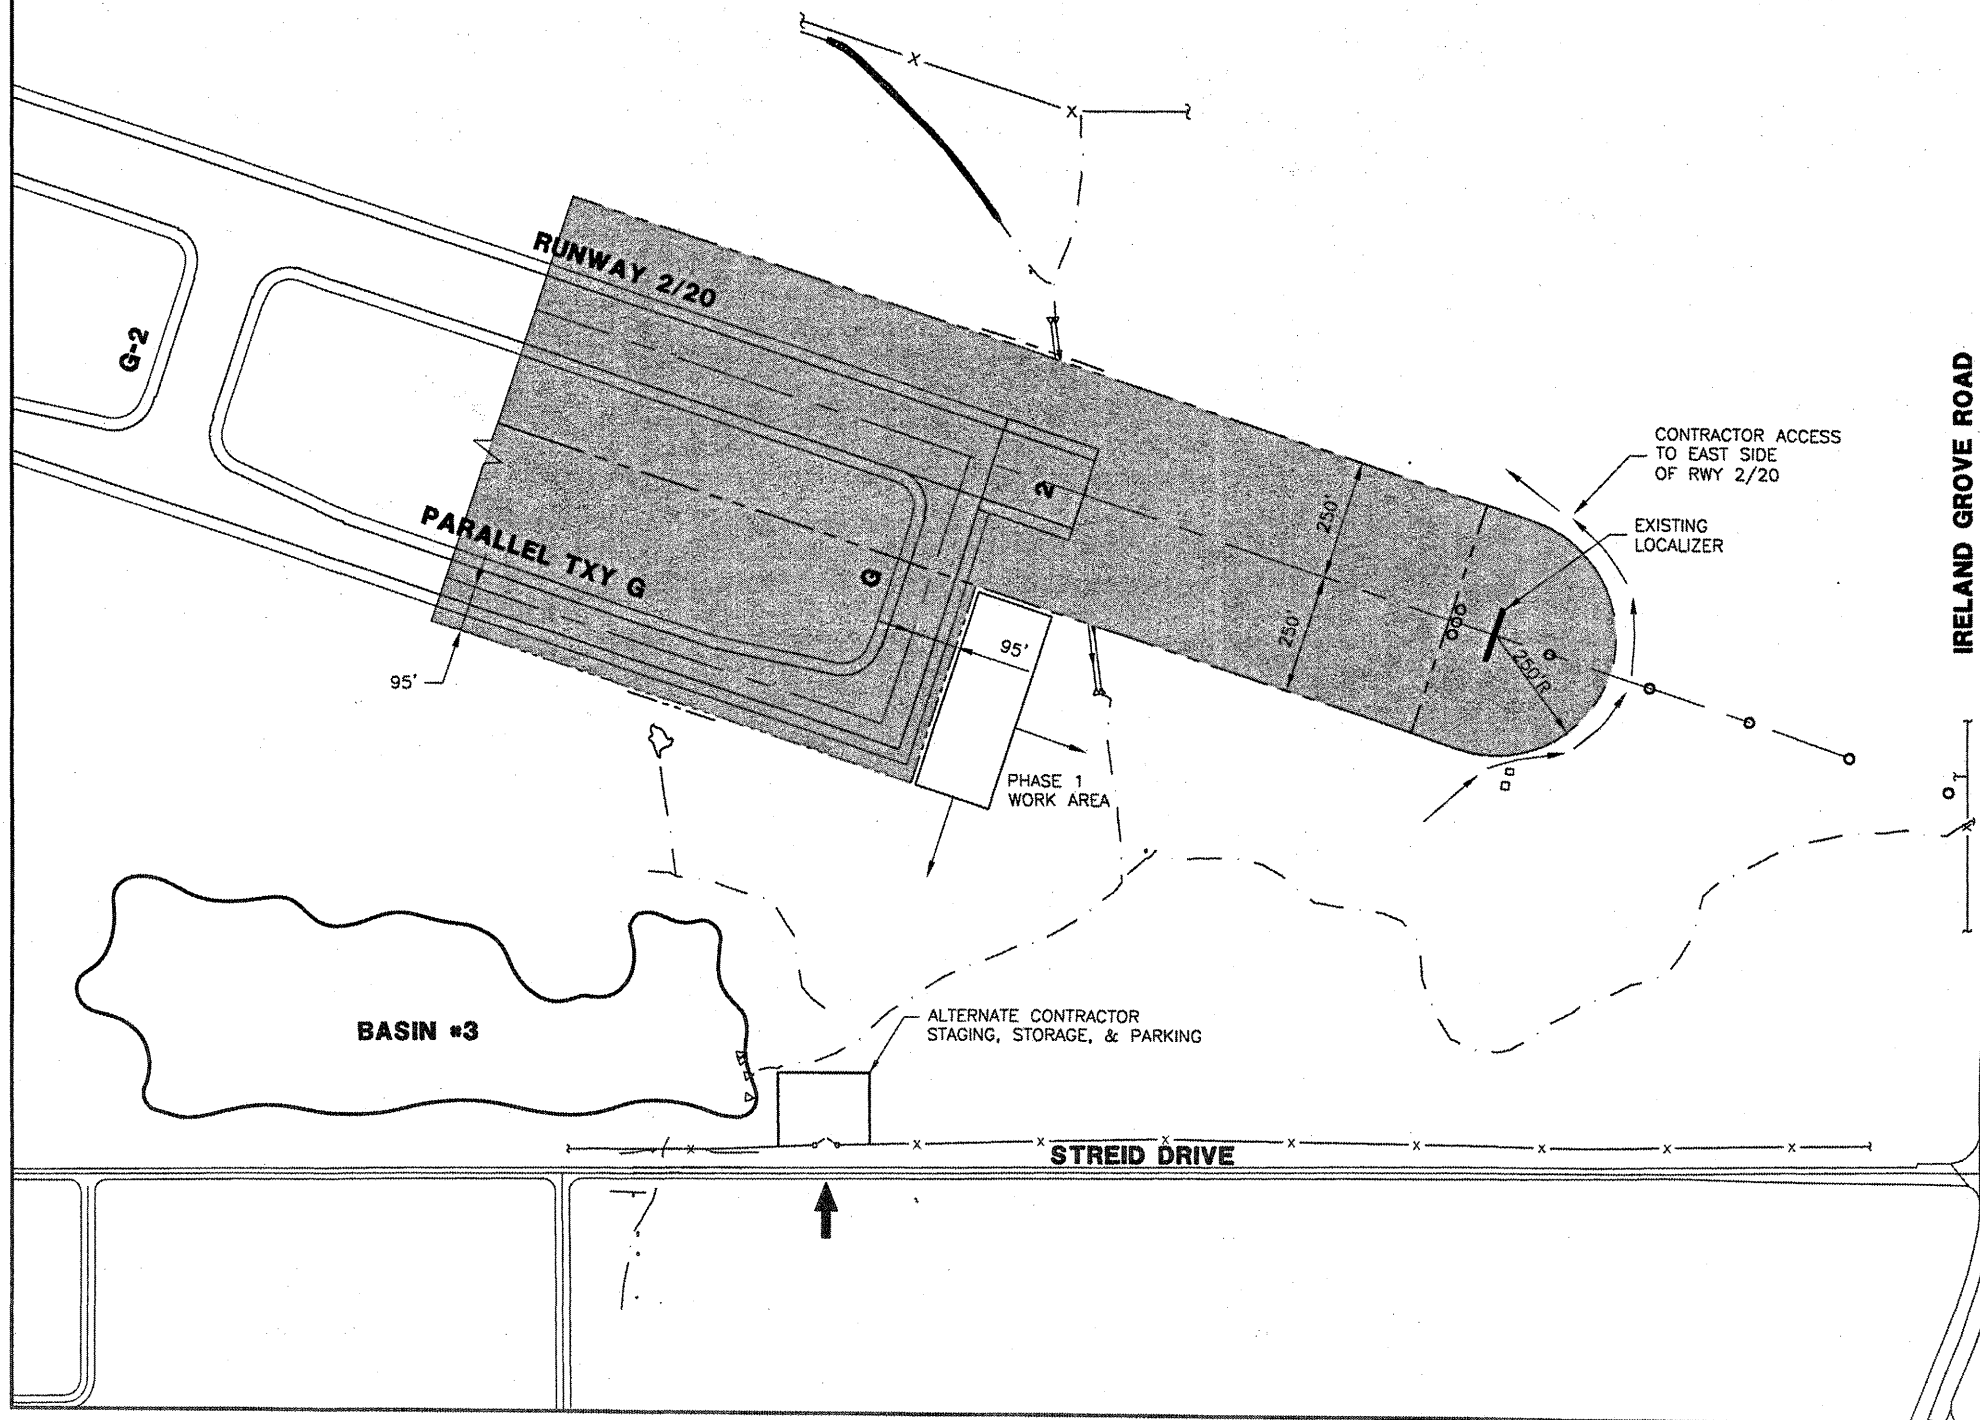 RUNWAY 2/20
G-2
IRELAND GROVE ROAD
CONTRACTOR ACCESS
TO EAST SIDE
OF RWY 2/20
2
250'
EXISTING
LOCALIZER
PARALLEL TXY G
G
250'
95'
250'R
95'
PHASE 1
WORK AREA
BASIN #3
ALTERNATE CONTRACTOR
STAGING, STORAGE, & PARKING
STREID DRIVE